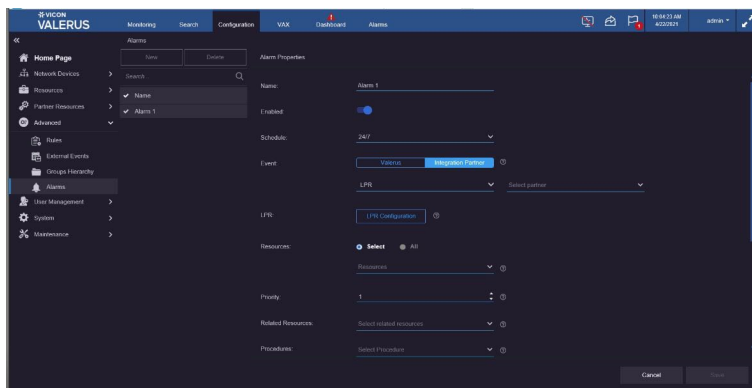 VICON
VALERUS
Monitoring Search Configuration VAX Dashboard Alarms
10:04:23 AM
4/22/2021
admin
Home Page
Network Devices
Resources
Partner Resources
Advanced
Rules
External Events
Groups Hierarchy
Alarms
User Management
System
Maintenance
Alarms
New Delete
Search
Name
Alarm 1
Alarm Properties
Name: Alarm 1
Enabled:
Schedule: 24/7
Event: Valerus Integration Partner
LPR Select partner
LPR: LPR Configuration
Resources: Select All
Resources
Priority: 1
Related Resources: Select related resources
Procedures: Select Procedure
Cancel Save